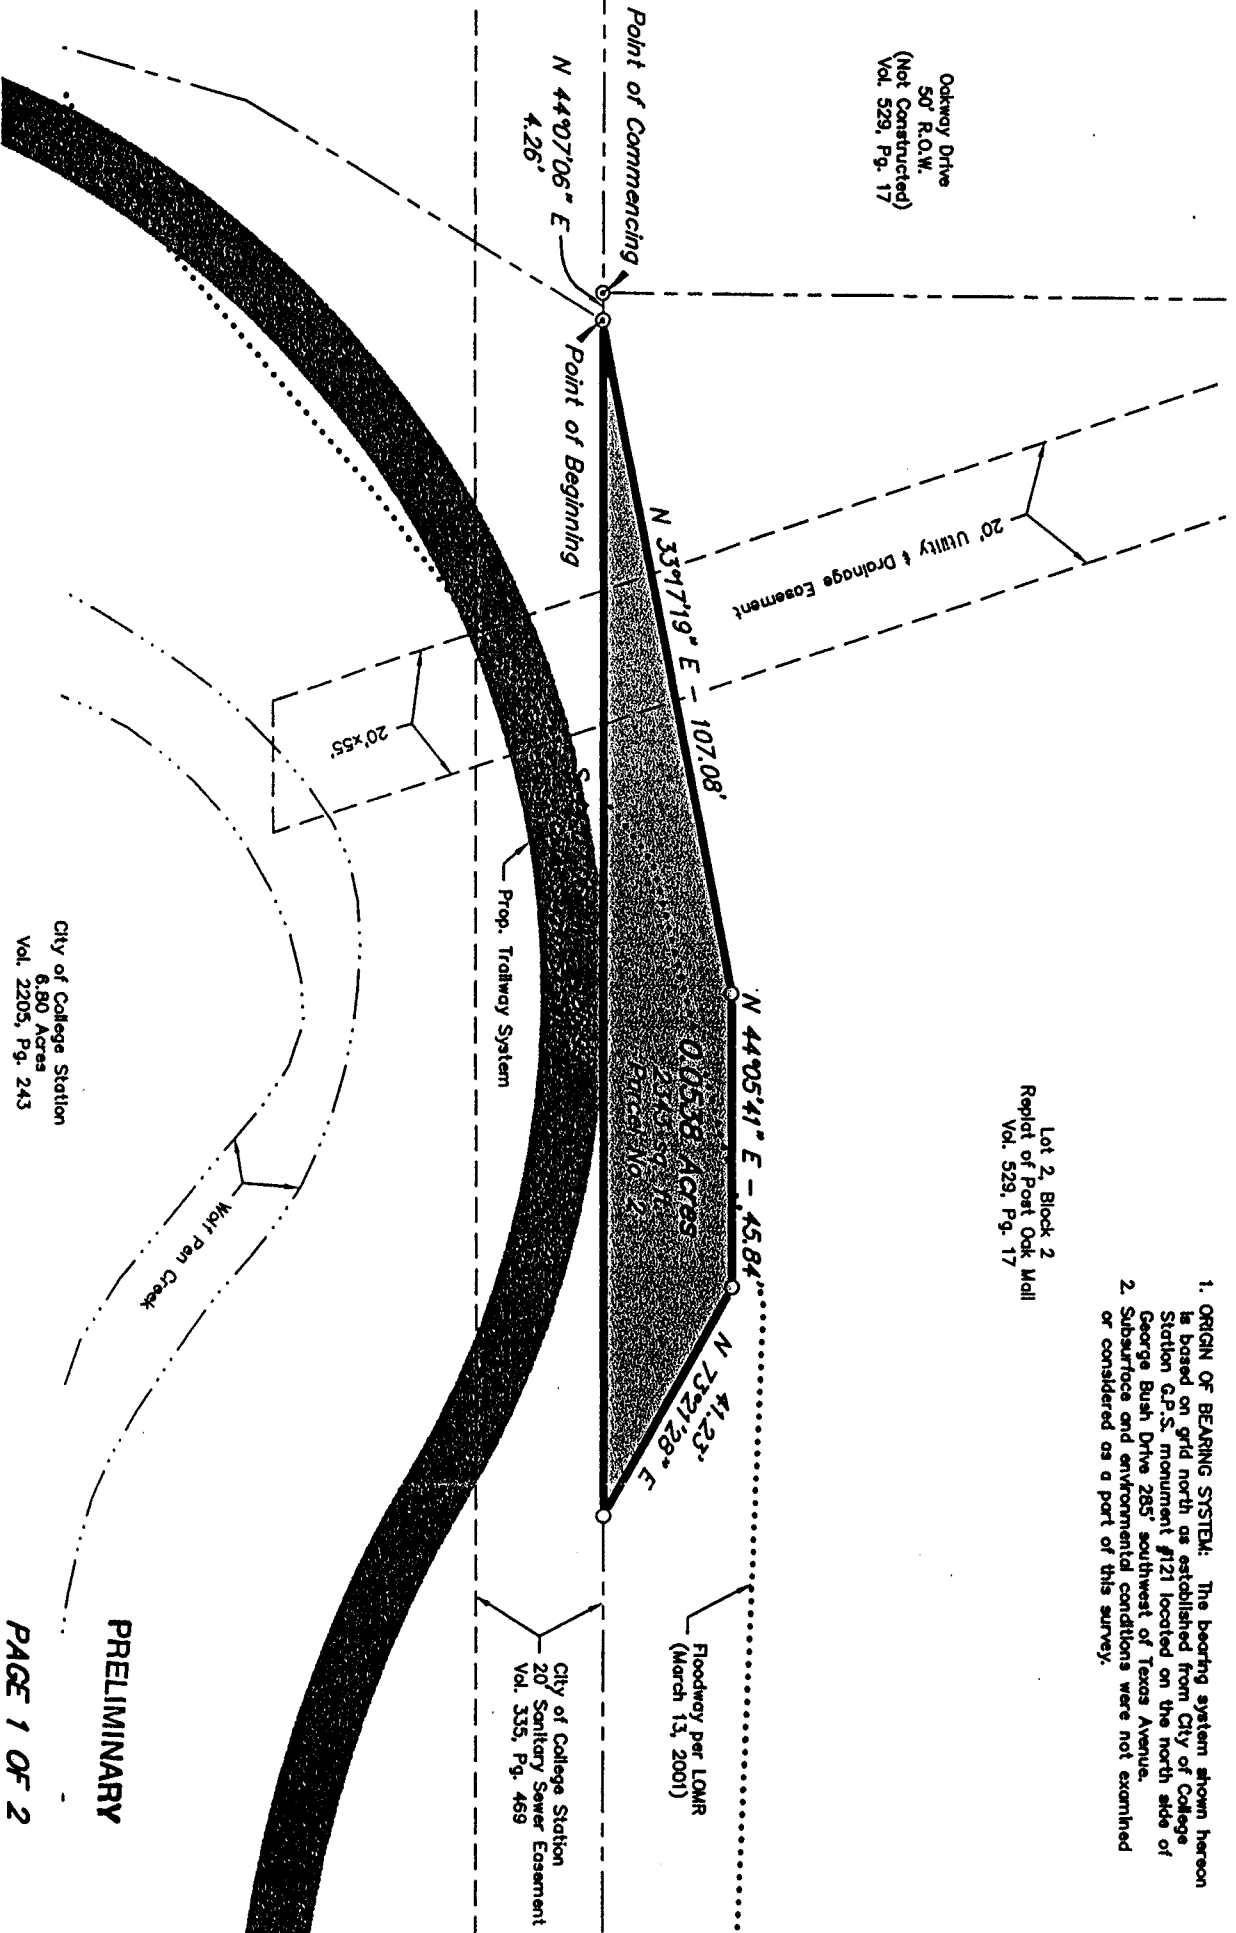 1. ORIGIN OF BEARING SYSTEM: The bearing system shown hereon
is based on grid north as established from City of College
Station G.P.S. monument #121 located on the north side of
George Bush Drive 285' southwest of Texas Avenue.
2. Subsurface and environmental conditions were not examined
or considered as a part of this survey.
Oakway Drive
50' R.O.W.
(Not Constructed)
Vol. 529, Pg. 17
Lot 2, Block 2
Replat of Post Oak Mall
Vol. 529, Pg. 17
20' Utility & Drainage Easement
Point of Commencing
N 44°07'06" E
4.26'
Point of Beginning
N 33°17'19" E - 107.08'
N 44°05'41" E - 45.84'
N 73°21'28" E
41.23'
0.0538 Acres
2343 sq. ft.
Parcel No. 2
Floodway per LOMR
(March 13, 2001)
City of College Station
20' Sanitary Sewer Easement
Vol. 335, Pg. 469
Prop. Trailway System
20'x55'
Wolf Pen Creek
City of College Station
6.80 Acres
Vol. 2205, Pg. 243
PRELIMINARY
PAGE 1 OF 2